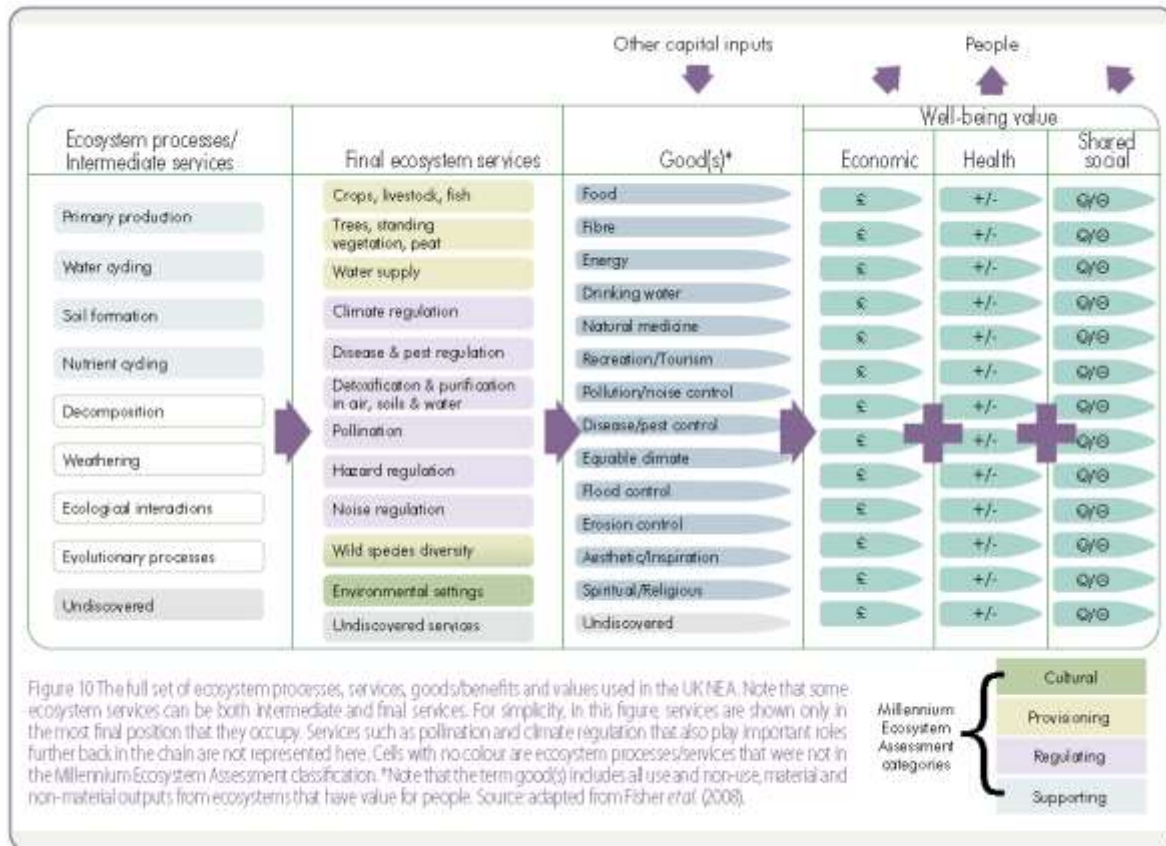 Other capital inputs
People
Well-being value
Ecosystem processes/
Intermediate services
Final ecosystem services
Good(s)*
Economic
Health
Shared
social
Primary production
Water cycling
Soil formation
Nutrient cycling
Decomposition
Weathering
Ecological interactions
Evolutionary processes
Undiscovered
Crops, livestock, fish
Trees, standing
vegetation, peat
Water supply
Climate regulation
Disease & pest regulation
Detoxification & purification
in air, soils & water
Pollination
Hazard regulation
Noise regulation
Wild species diversity
Environmental settings
Undiscovered services
Food
Fibre
Energy
Drinking water
Natural medicine
Recreation/Tourism
Pollution/noise control
Disease/pest control
Equable climate
Flood control
Erosion control
Aesthetic/Inspiration
Spiritual/Religious
Undiscovered
£ +/- ☺/☹
£ +/- ☺/☹
£ +/- ☺/☹
£ +/- ☺/☹
£ +/- ☺/☹
£ +/- ☺/☹
£ +/- ☺/☹
£ +/- ☺/☹
£ +/- ☺/☹
£ +/- ☺/☹
£ +/- ☺/☹
£ +/- ☺/☹
£ +/- ☺/☹
Figure 10 The full set of ecosystem processes, services, goods/benefits and values used in the UK NEA. Note that some
ecosystem services can be both intermediate and final services. For simplicity, in this figure, services are shown only in
the most final position that they occupy. Services such as pollination and climate regulation that also play important roles
further back in the chain are not represented here. Cells with no colour are ecosystem processes/services that were not in
the Millennium Ecosystem Assessment classification. *Note that the term good(s) includes all use and non-use, material and
non-material outputs from ecosystems that have value for people. Source: adapted from Fisher et al. (2008).
Millennium
Ecosystem
Assessment
categories
Cultural
Provisioning
Regulating
Supporting